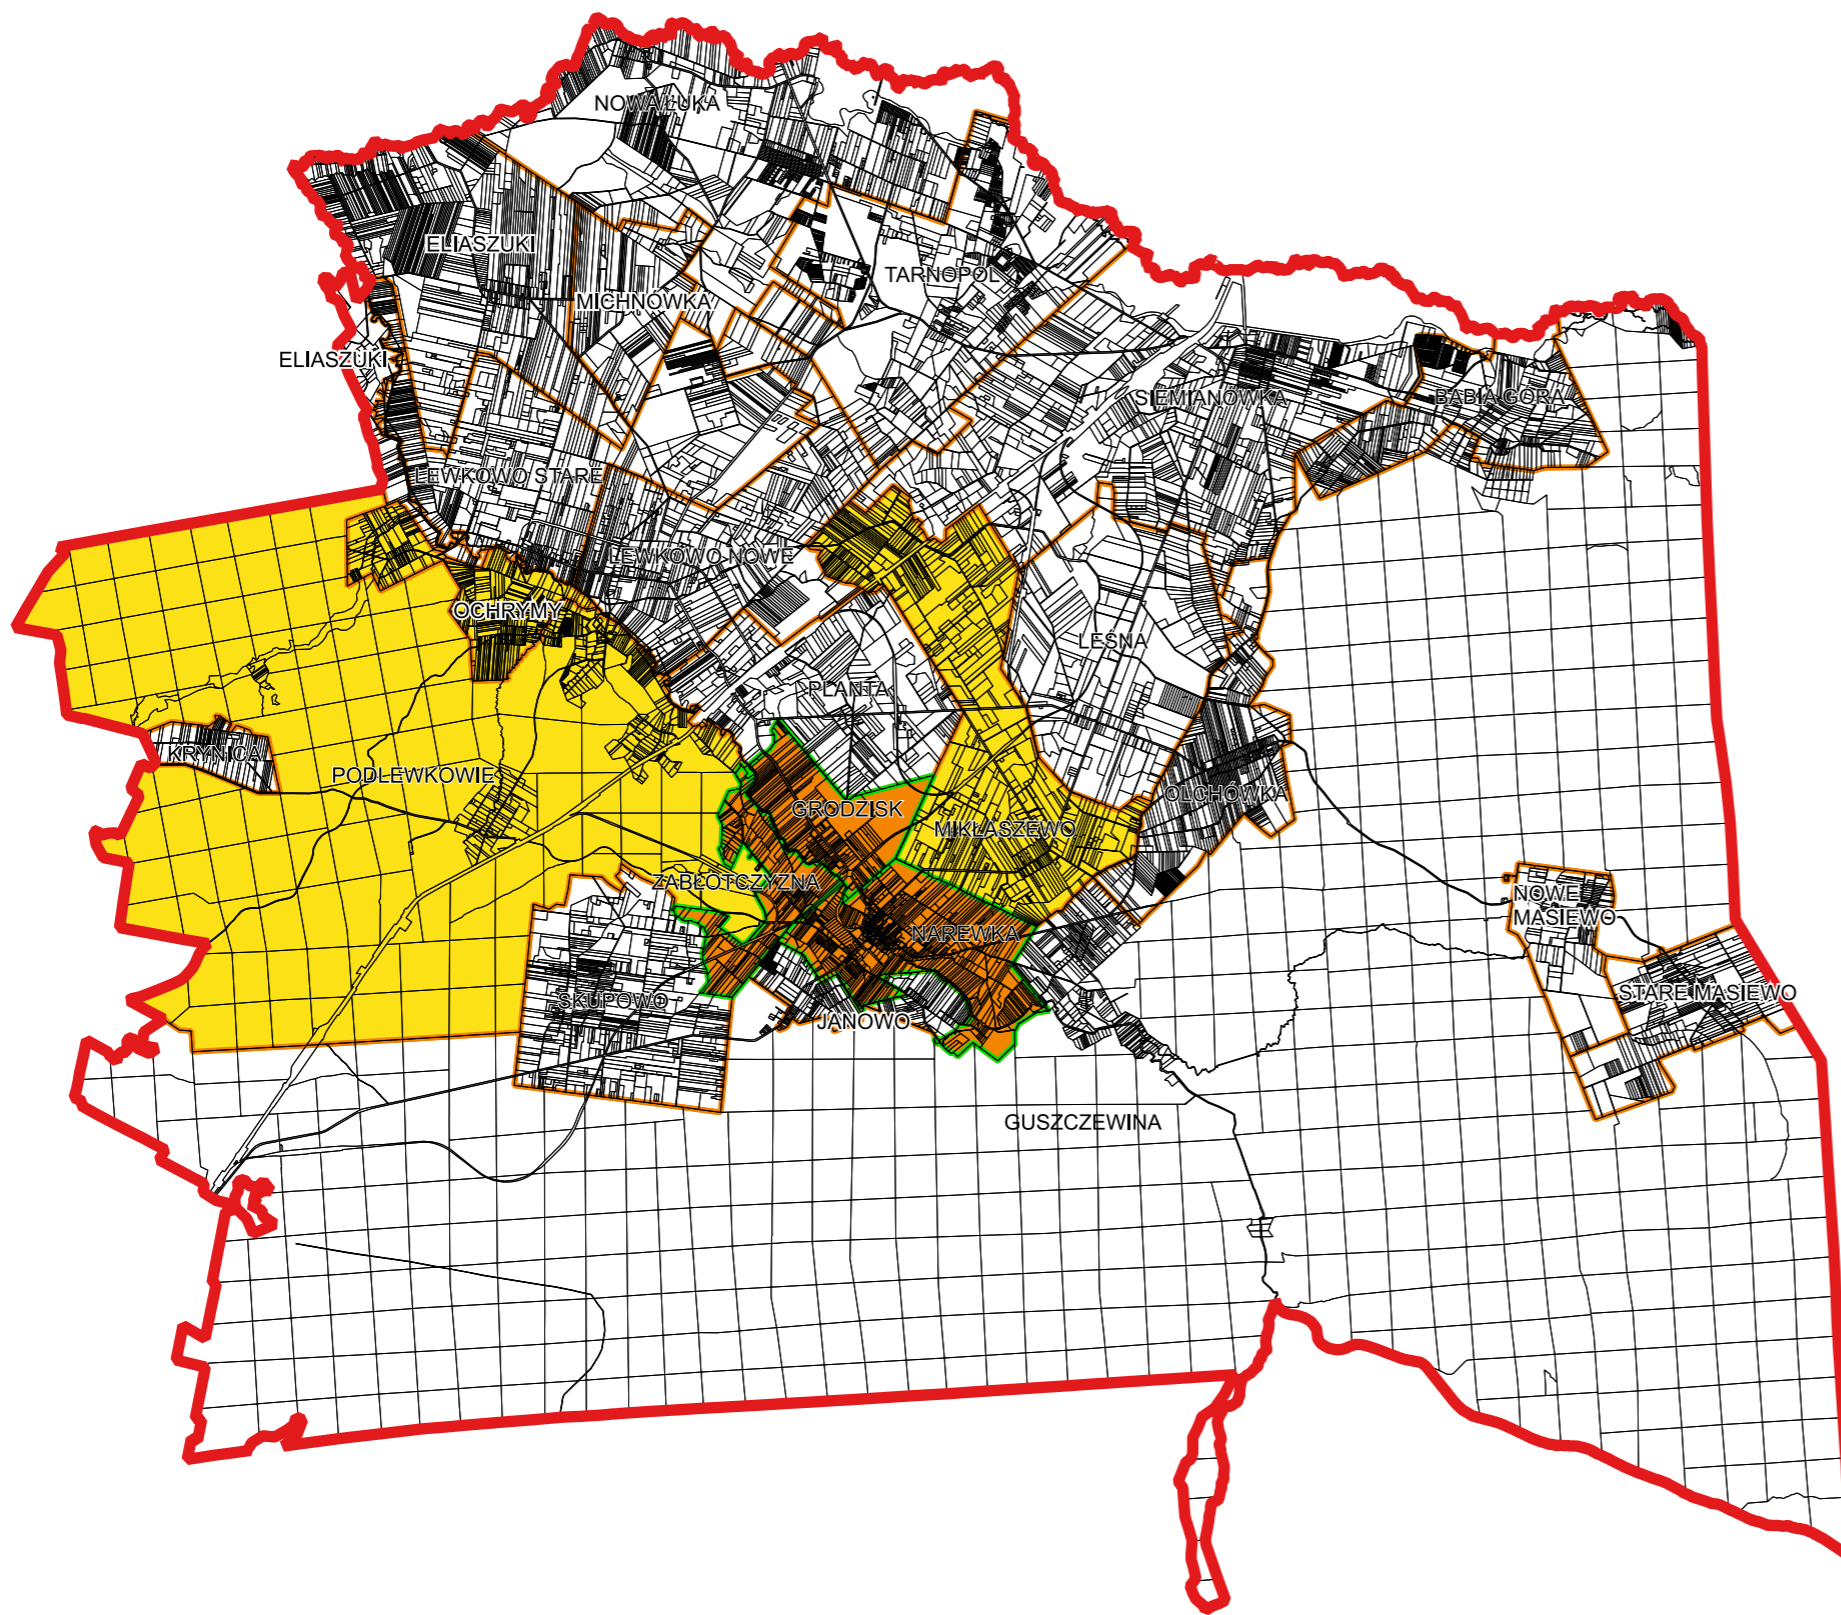 NOWA ŁUKA
ELIASZUKI
TARNOPOL
MICHNÓWKA
ELIASZUKI
SIEMIANÓWKA
BABIA GÓRA
LEWKOWO STARE
LEWKOWO NOWE
OCHRYMY
LEŚNA
PLANTA
KRYNICA
PODLEWKOWIE
OLCHÓWKA
GRODZISK
MIKŁASZEWO
ZABŁOTCZYZNA
NOWE
MASIEWO
NAREWKA
STARE MASIEWO
SKUPOWO
JANOWO
GUSZCZEWINA